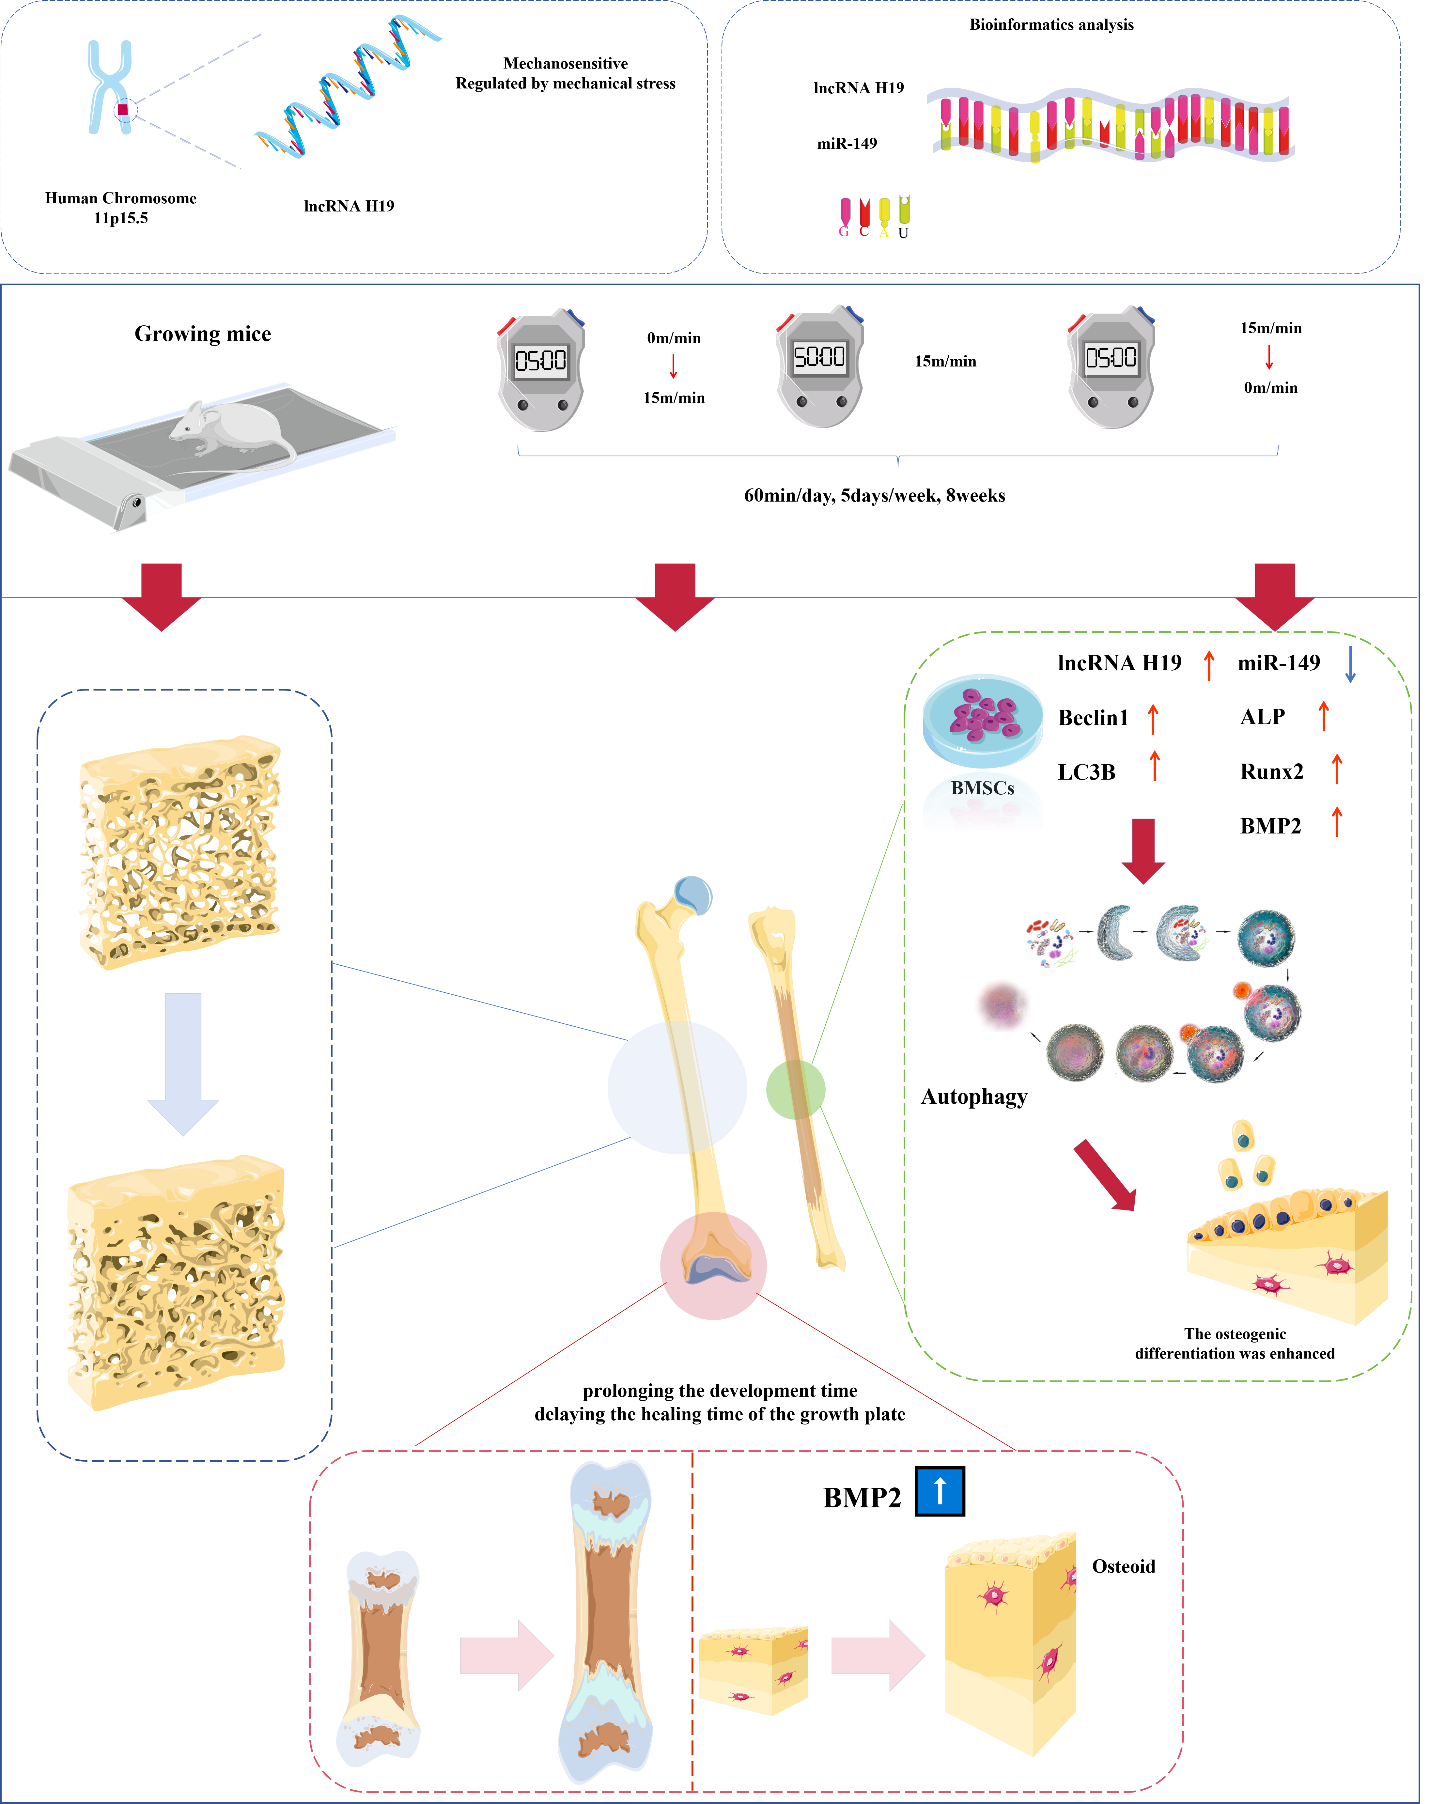 Mechanosensitive
Regulated by mechanical stress
Human Chromosome
11p15.5
lncRNA H19
Bioinformatics analysis
lncRNA H19
miR-149
G C A U
Growing mice
05:00
0m/min
15m/min
50:00
15m/min
05:00
15m/min
0m/min
60min/day, 5days/week, 8weeks
lncRNA H19 ↑ miR-149 ↓
Beclin1 ↑ ALP ↑
LC3B ↑ Runx2 ↑
BMP2 ↑
BMSCs
Autophagy
The osteogenic
differentiation was enhanced
prolonging the development time
delaying the healing time of the growth plate
BMP2 ↑
Osteoid